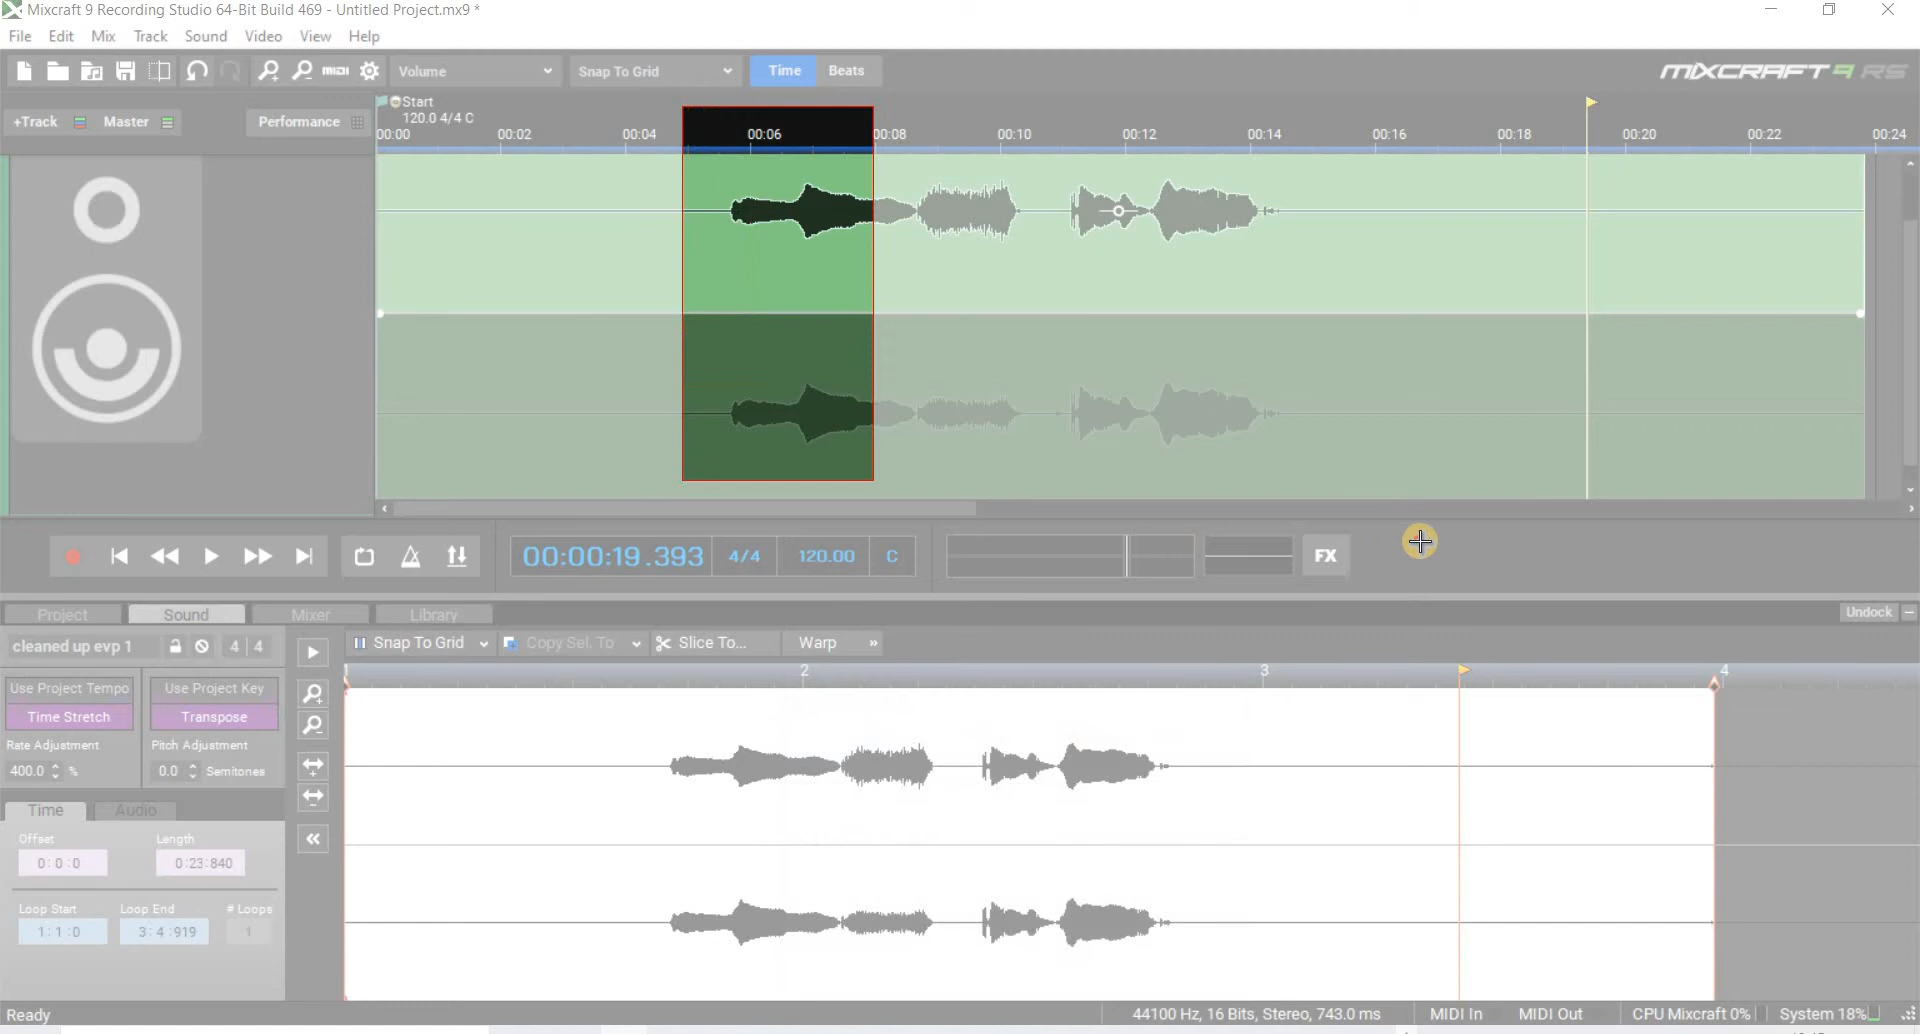 Mixcraft 9 Recording Studio 64-Bit Build 469 - Untitled Project.mx9 *
File Edit Mix Track Sound Video View Help
MIDI Volume Snap To Grid Time Beats MIXCRAFT 9 RS
+Track Master Performance
Start
120.0 4/4 C
00:00 00:02 00:04 00:06 00:08 00:10 00:12 00:14 00:16 00:18 00:20 00:22 00:24
00:00:19.393 4/4 120.00 C FX
Project Sound Mixer Library Undock
cleaned up evp 1 4 4 Snap To Grid Copy Sel. To Slice To... Warp »
2 3 4
Use Project Tempo Use Project Key
Time Stretch Transpose
Rate Adjustment Pitch Adjustment
400.0 % 0.0 Semitones
Time Audio
Offset Length
0: 0 :0 0:23:840
Loop Start Loop End # Loops
1: 1 :0 3: 4 :919 1
Ready 44100 Hz, 16 Bits, Stereo, 743.0 ms MIDI In MIDI Out CPU Mixcraft 0% System 18%